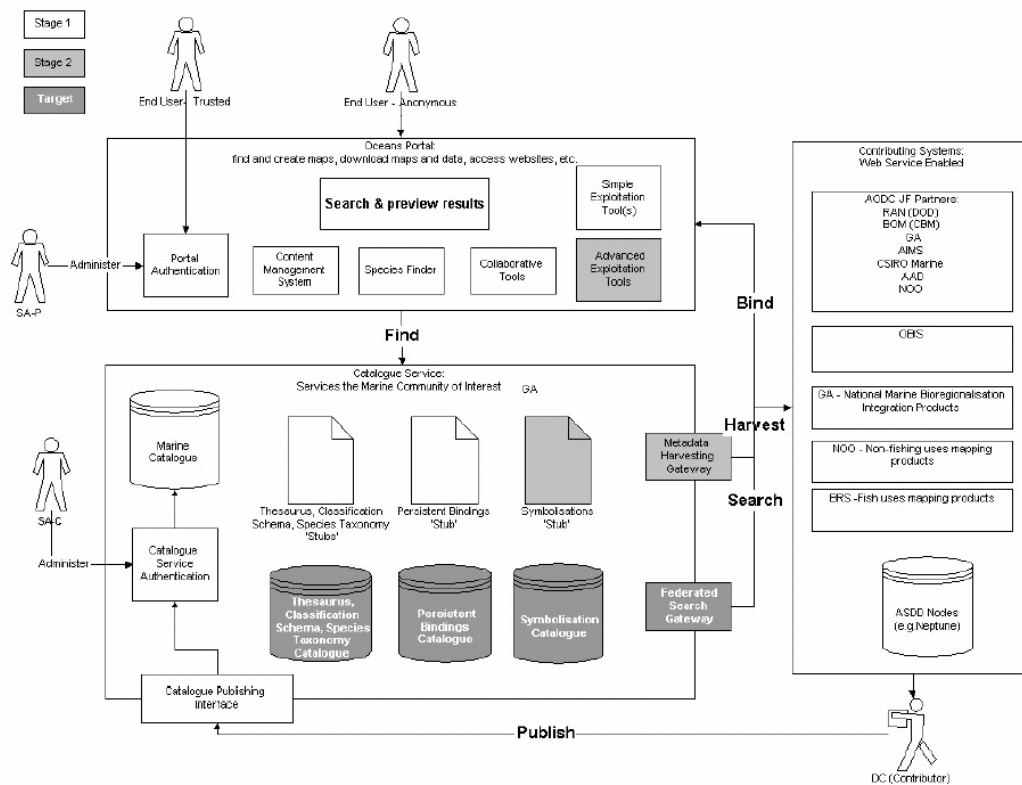 Stage 1
Stage 2
Target
End User- Trusted
End User - Anonymous
Oceans Portal:
find and create maps, download maps and data, access websites, etc.
Search & preview results
Simple
Exploitation
Tool(s)
Portal
Authentication
Content
Management
System
Species Finder
Collaborative
Tools
Advanced
Exploitation
Tools
Administer
SA-P
Find
Bind
Catalogue Service:
Services the Marine Community of Interest
GA
Marine
Catalogue
Thesaurus, Classification
Schema, Species Taxonomy
'Stubs'
Persistent Bindings
'Stub'
Symbolisations
'Stub'
Metadata
Harvesting
Gateway
Harvest
Search
SA-C
Administer
Catalogue
Service
Authentication
Thesaurus,
Classification
Schema, Species
Taxonomy
Catalogue
Persistent
Bindings
Catalogue
Symbolisation
Catalogue
Federated
Search
Gateway
Catalogue Publishing
Interface
Publish
Contributing Systems:
Web Service Enabled
AODC JF Partners:
RAN (DOD)
BOM (CBM)
GA
AIMS
CSIRO Marine
AAD
NOO
OBIS
GA - National Marine Bioregionalisation
Integration Products
NOO - Non-fishing uses mapping
products
BRS -Fish uses mapping products
ASDD Nodes
(e.g.Neptune)
DC (Contributor)